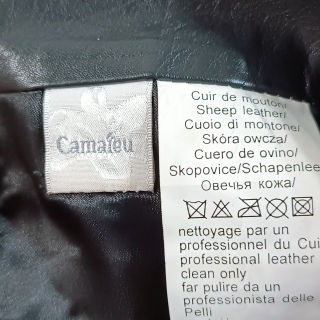 Camaïeu
Cuir de mouton/
Sheep leather/
Cuoio di montone/
Skóra owcza/
Cuero de ovino/
Skopovice/Schapenlee
Овечья кожа/
nettoyage par un
professionnel du Cui
professional leather
clean only
far pulire da un
professionista delle
Pelli